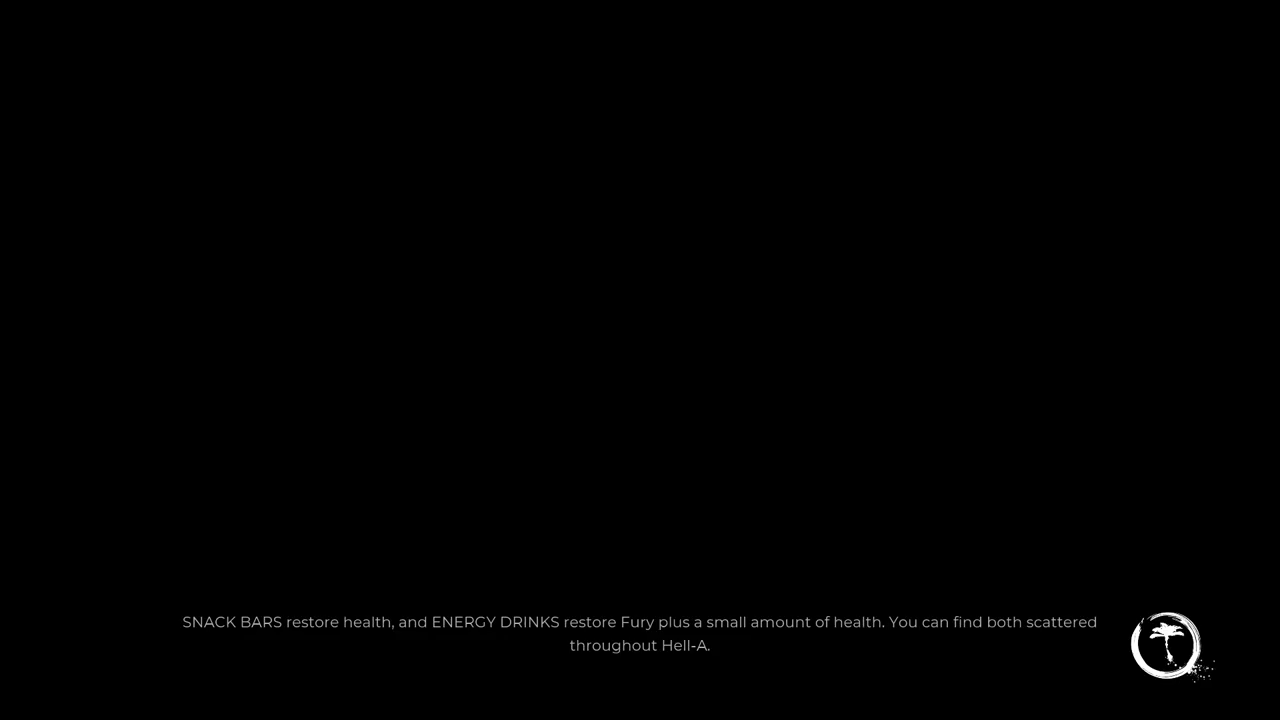 SNACK BARS restore health, and ENERGY DRINKS restore Fury plus a small amount of health. You can find both scattered
throughout Hell-A.